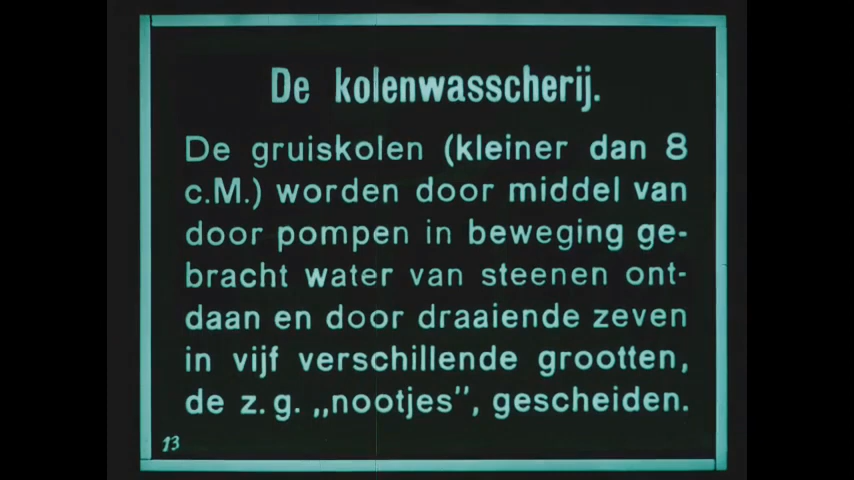 De kolenwasscherij.
De gruiskolen (kleiner dan 8
c.M.) worden door middel van
door pompen in beweging ge-
bracht water van steenen ont-
daan en door draaiende zeven
in vijf verschillende grootten,
de z.g. „nootjes”, gescheiden.
13